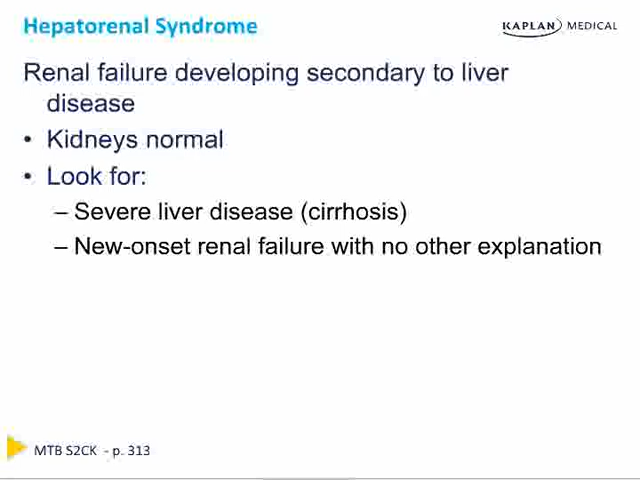 Hepatorenal Syndrome
KAPLAN MEDICAL
Renal failure developing secondary to liver
disease
• Kidneys normal
• Look for:
– Severe liver disease (cirrhosis)
– New-onset renal failure with no other explanation
MTB S2CK - p. 313